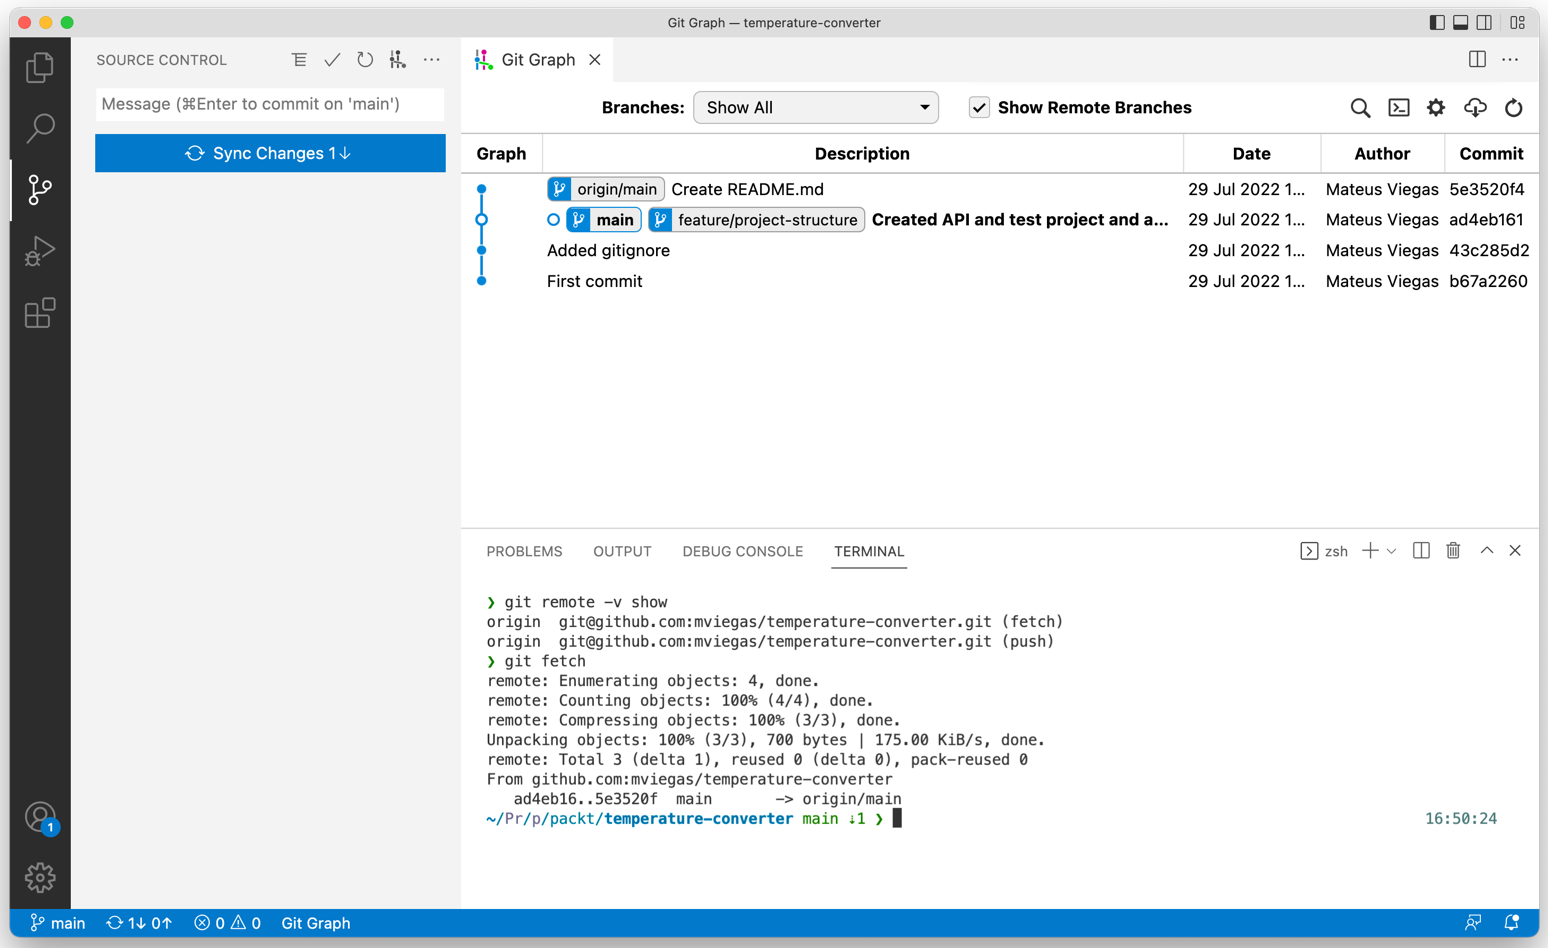 Git Graph — temperature-converter
SOURCE CONTROL
Message (⌘Enter to commit on 'main')
Sync Changes 1↓
Git Graph
Branches: Show All Show Remote Branches
Graph Description Date Author Commit
origin/main Create README.md 29 Jul 2022 1... Mateus Viegas 5e3520f4
main feature/project-structure Created API and test project and a... 29 Jul 2022 1... Mateus Viegas ad4eb161
Added gitignore 29 Jul 2022 1... Mateus Viegas 43c285d2
First commit 29 Jul 2022 1... Mateus Viegas b67a2260
PROBLEMS OUTPUT DEBUG CONSOLE TERMINAL zsh
❯ git remote -v show
origin git@github.com:mviegas/temperature-converter.git (fetch)
origin git@github.com:mviegas/temperature-converter.git (push)
❯ git fetch
remote: Enumerating objects: 4, done.
remote: Counting objects: 100% (4/4), done.
remote: Compressing objects: 100% (3/3), done.
Unpacking objects: 100% (3/3), 700 bytes | 175.00 KiB/s, done.
remote: Total 3 (delta 1), reused 0 (delta 0), pack-reused 0
From github.com:mviegas/temperature-converter
ad4eb16..5e3520f main -> origin/main
~/Pr/p/packt/temperature-converter main ⇣1 ❯ 16:50:24
1
main 1↓ 0↑ 0 0 Git Graph